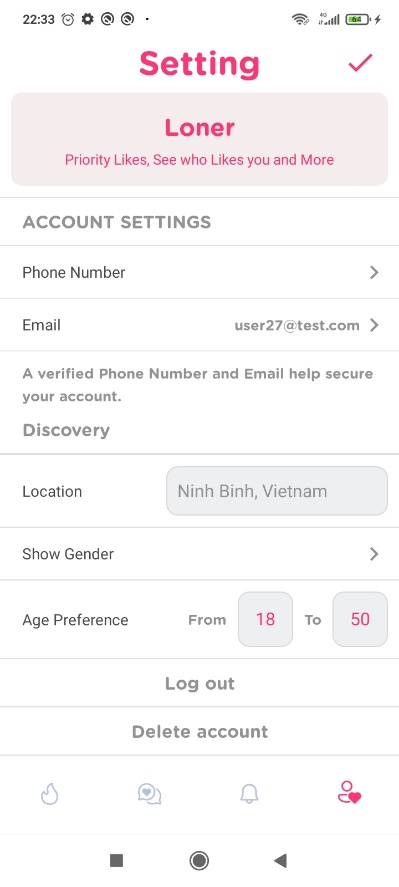 22:33
4G
64
Setting
Loner
Priority Likes, See who Likes you and More
ACCOUNT SETTINGS
Phone Number
Email user27@test.com
A verified Phone Number and Email help secure
your account.
Discovery
Location Ninh Binh, Vietnam
Show Gender
Age Preference From 18 To 50
Log out
Delete account